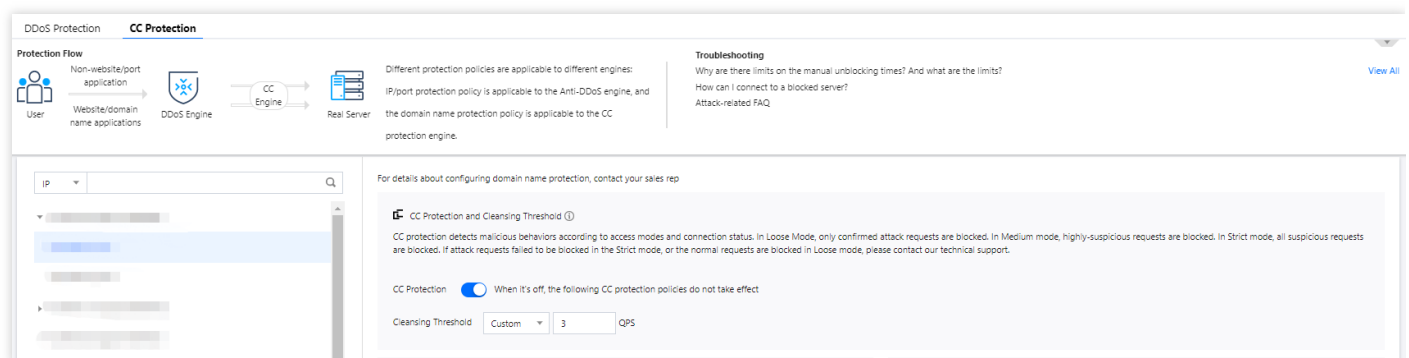 DDoS Protection
CC Protection
Protection Flow
Non-website/port
application
Website/domain
name applications
User
DDoS Engine
CC
Engine
Real Server
Different protection policies are applicable to different engines:
IP/port protection policy is applicable to the Anti-DDoS engine, and
the domain name protection policy is applicable to the CC
protection engine.
Troubleshooting
Why are there limits on the manual unblocking times? And what are the limits?
How can I connect to a blocked server?
Attack-related FAQ
View All
IP
For details about configuring domain name protection, contact your sales rep
CC Protection and Cleansing Threshold
CC protection detects malicious behaviors according to access modes and connection status. In Loose Mode, only confirmed attack requests are blocked. In Medium mode, highly-suspicious requests are blocked. In Strict mode, all suspicious requests
are blocked. If attack requests failed to be blocked in the Strict mode, or the normal requests are blocked in Loose mode, please contact our technical support.
CC Protection When it's off, the following CC protection policies do not take effect
Cleansing Threshold Custom 3 QPS